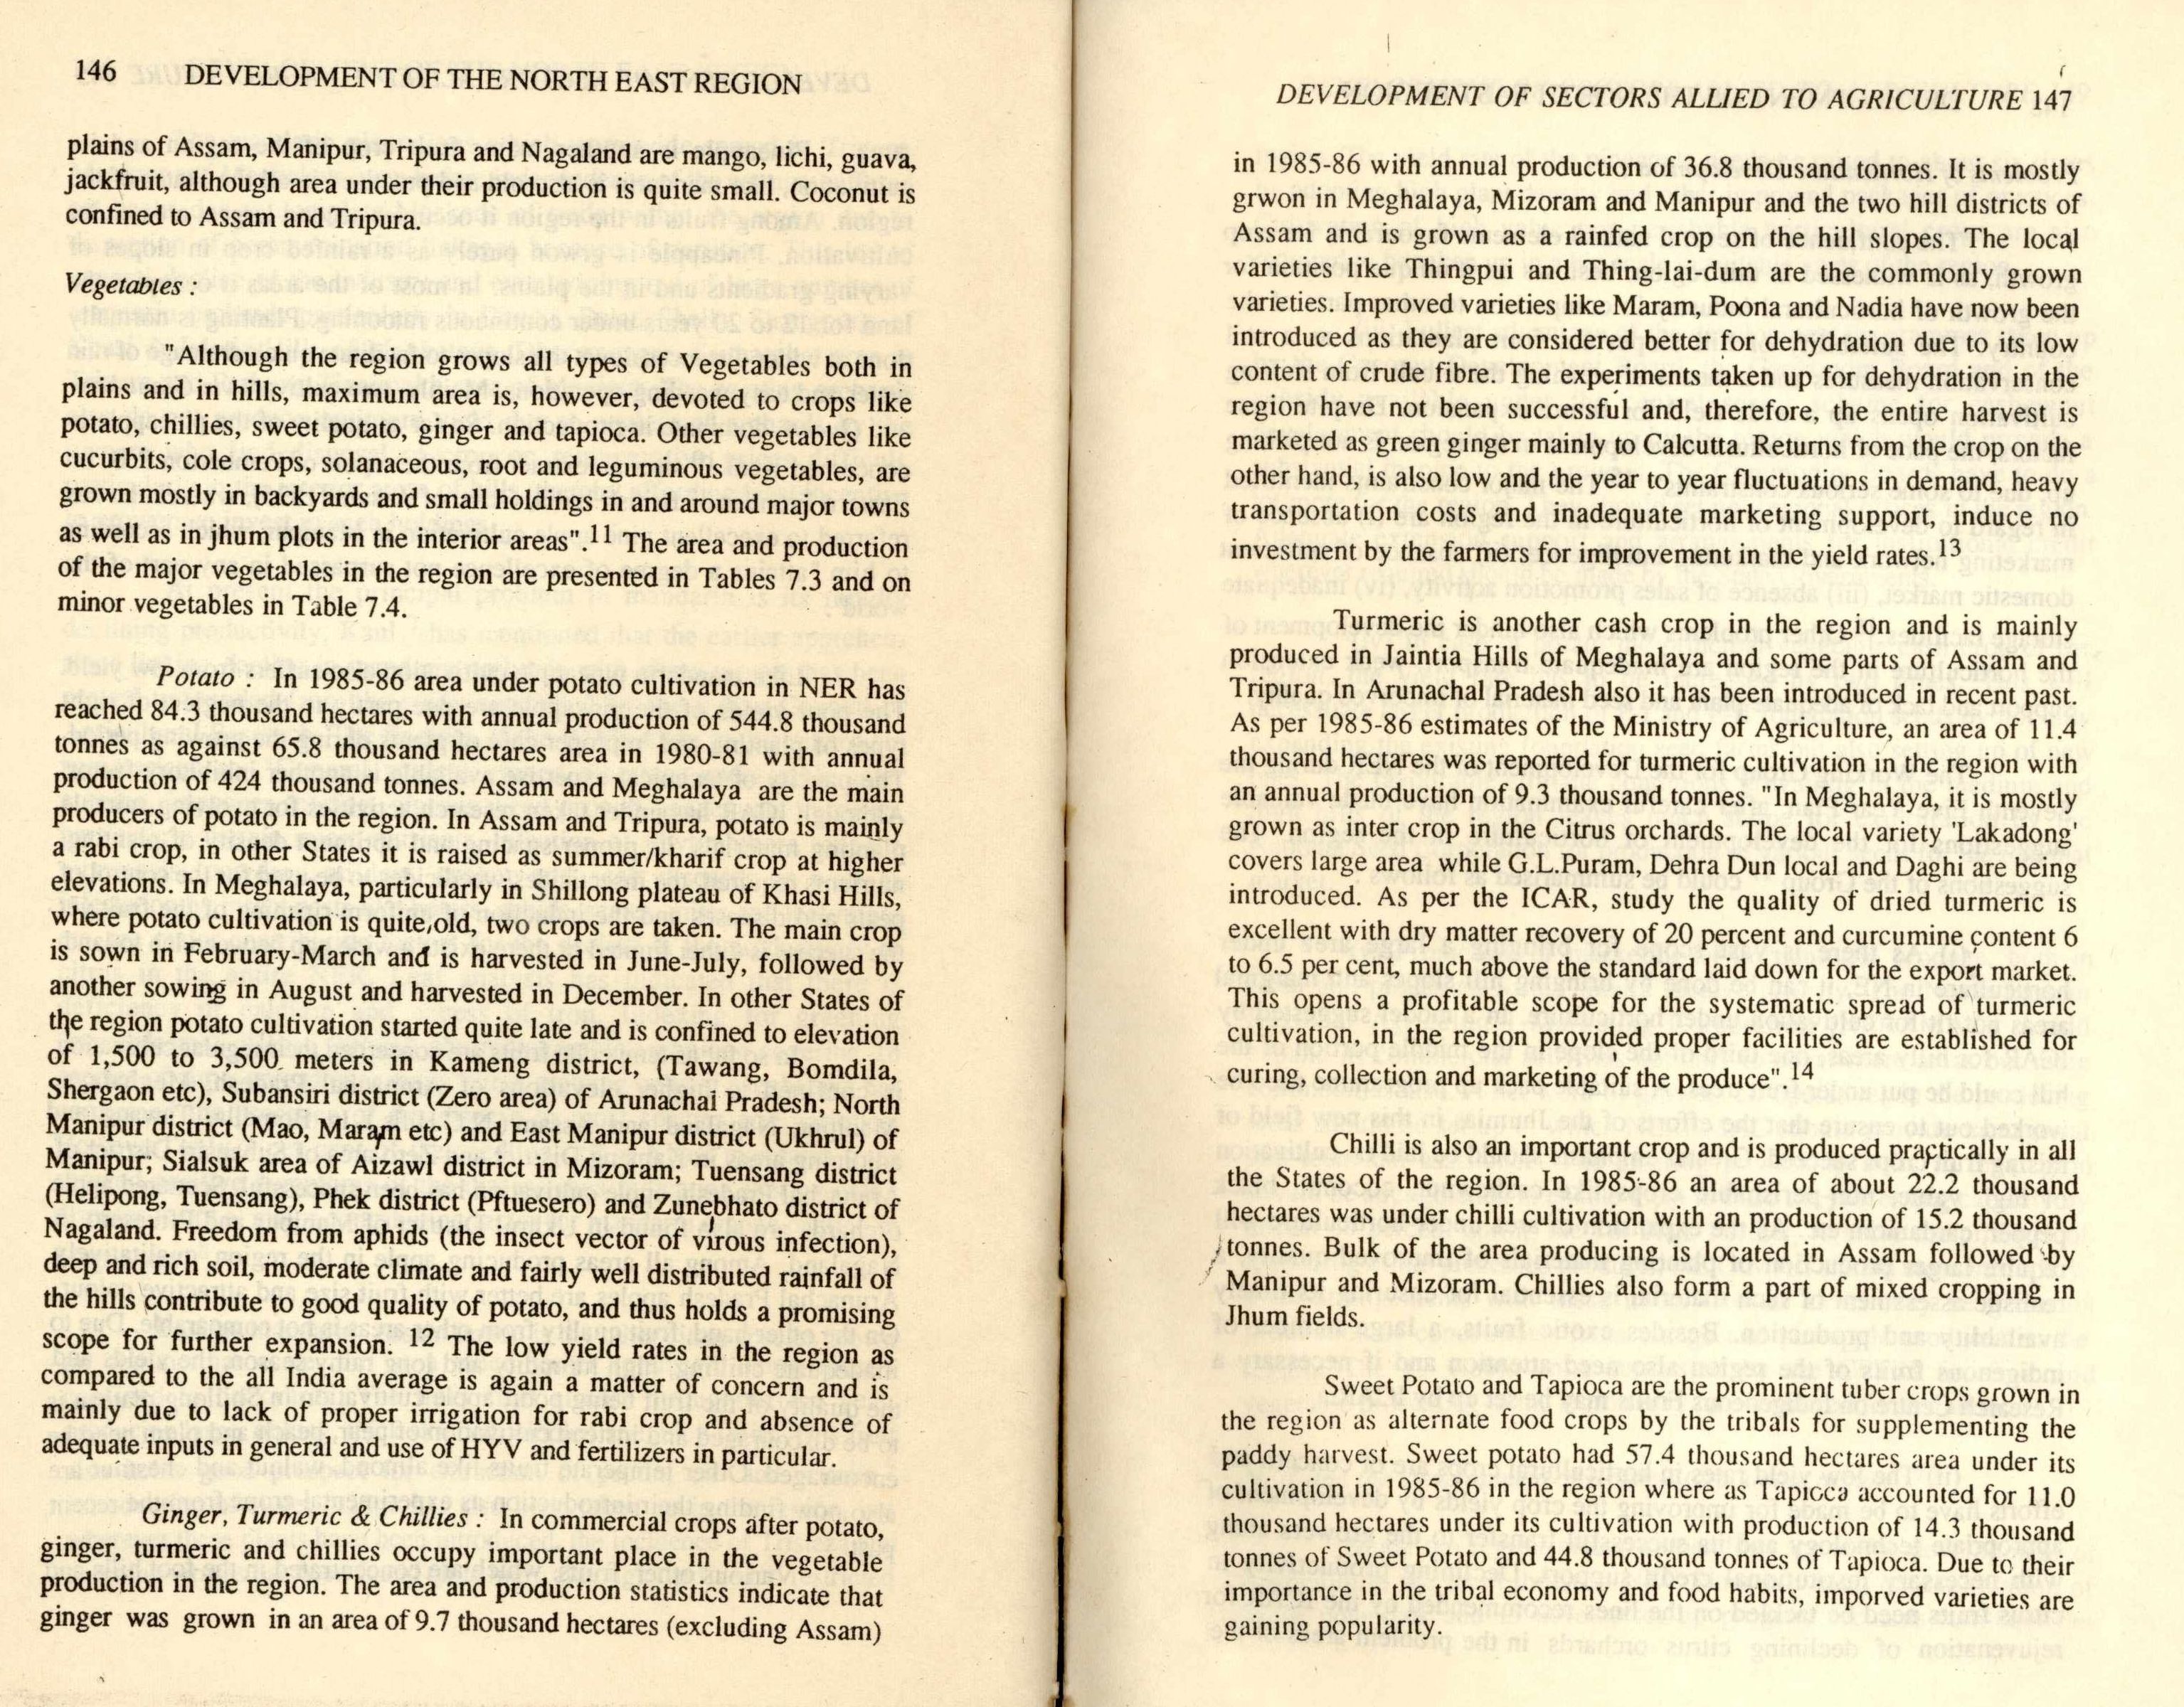 146 DEVELOPMENT OF THE NORTH EAST REGION
plains of Assam, Manipur, Tripura and Nagaland are mango, lichi, guava,
jackfruit, although area under their production is quite small. Coconut is
confined to Assam and Tripura.
Vegetables :
"Although the region grows all types of Vegetables both in
plains and in hills, maximum area is, however, devoted to crops like
potato, chillies, sweet potato, ginger and tapioca. Other vegetables like
cucurbits, cole crops, solanaceous, root and leguminous vegetables, are
grown mostly in backyards and small holdings in and around major towns
as well as in jhum plots in the interior areas".11 The area and production
of the major vegetables in the region are presented in Tables 7.3 and on
minor vegetables in Table 7.4.
Potato : In 1985-86 area under potato cultivation in NER has
reached 84.3 thousand hectares with annual production of 544.8 thousand
tonnes as against 65.8 thousand hectares area in 1980-81 with annual
production of 424 thousand tonnes. Assam and Meghalaya are the main
producers of potato in the region. In Assam and Tripura, potato is mainly
a rabi crop, in other States it is raised as summer/kharif crop at higher
elevations. In Meghalaya, particularly in Shillong plateau of Khasi Hills,
where potato cultivation is quite,old, two crops are taken. The main crop
is sown in February-March and is harvested in June-July, followed by
another sowing in August and harvested in December. In other States of
the region potato cultivation started quite late and is confined to elevation
of 1,500 to 3,500 meters in Kameng district, (Tawang, Bomdila,
Shergaon etc), Subansiri district (Zero area) of Arunachal Pradesh; North
Manipur district (Mao, Maram etc) and East Manipur district (Ukhrul) of
Manipur; Sialsuk area of Aizawl district in Mizoram; Tuensang district
(Helipong, Tuensang), Phek district (Pftuesero) and Zunebhato district of
Nagaland. Freedom from aphids (the insect vector of virous infection),
deep and rich soil, moderate climate and fairly well distributed rainfall of
the hills contribute to good quality of potato, and thus holds a promising
scope for further expansion. 12 The low yield rates in the region as
compared to the all India average is again a matter of concern and is
mainly due to lack of proper irrigation for rabi crop and absence of
adequate inputs in general and use of HYV and fertilizers in particular.
Ginger, Turmeric & Chillies : In commercial crops after potato,
ginger, turmeric and chillies occupy important place in the vegetable
production in the region. The area and production statistics indicate that
ginger was grown in an area of 9.7 thousand hectares (excluding Assam)
DEVELOPMENT OF SECTORS ALLIED TO AGRICULTURE 147
in 1985-86 with annual production of 36.8 thousand tonnes. It is mostly
grwon in Meghalaya, Mizoram and Manipur and the two hill districts of
Assam and is grown as a rainfed crop on the hill slopes. The local
varieties like Thingpui and Thing-lai-dum are the commonly grown
varieties. Improved varieties like Maram, Poona and Nadia have now been
introduced as they are considered better for dehydration due to its low
content of crude fibre. The experiments taken up for dehydration in the
region have not been successful and, therefore, the entire harvest is
marketed as green ginger mainly to Calcutta. Returns from the crop on the
other hand, is also low and the year to year fluctuations in demand, heavy
transportation costs and inadequate marketing support, induce no
investment by the farmers for improvement in the yield rates.13
Turmeric is another cash crop in the region and is mainly
produced in Jaintia Hills of Meghalaya and some parts of Assam and
Tripura. In Arunachal Pradesh also it has been introduced in recent past.
As per 1985-86 estimates of the Ministry of Agriculture, an area of 11.4
thousand hectares was reported for turmeric cultivation in the region with
an annual production of 9.3 thousand tonnes. "In Meghalaya, it is mostly
grown as inter crop in the Citrus orchards. The local variety 'Lakadong'
covers large area while G.L.Puram, Dehra Dun local and Daghi are being
introduced. As per the ICAR, study the quality of dried turmeric is
excellent with dry matter recovery of 20 percent and curcumine content 6
to 6.5 per cent, much above the standard laid down for the export market.
This opens a profitable scope for the systematic spread of turmeric
cultivation, in the region provided proper facilities are established for
curing, collection and marketing of the produce".14
Chilli is also an important crop and is produced practically in all
the States of the region. In 1985-86 an area of about 22.2 thousand
hectares was under chilli cultivation with an production of 15.2 thousand
tonnes. Bulk of the area producing is located in Assam followed by
Manipur and Mizoram. Chillies also form a part of mixed cropping in
Jhum fields.
Sweet Potato and Tapioca are the prominent tuber crops grown in
the region as alternate food crops by the tribals for supplementing the
paddy harvest. Sweet potato had 57.4 thousand hectares area under its
cultivation in 1985-86 in the region where as Tapioca accounted for 11.0
thousand hectares under its cultivation with production of 14.3 thousand
tonnes of Sweet Potato and 44.8 thousand tonnes of Tapioca. Due to their
importance in the tribal economy and food habits, imporved varieties are
gaining popularity.